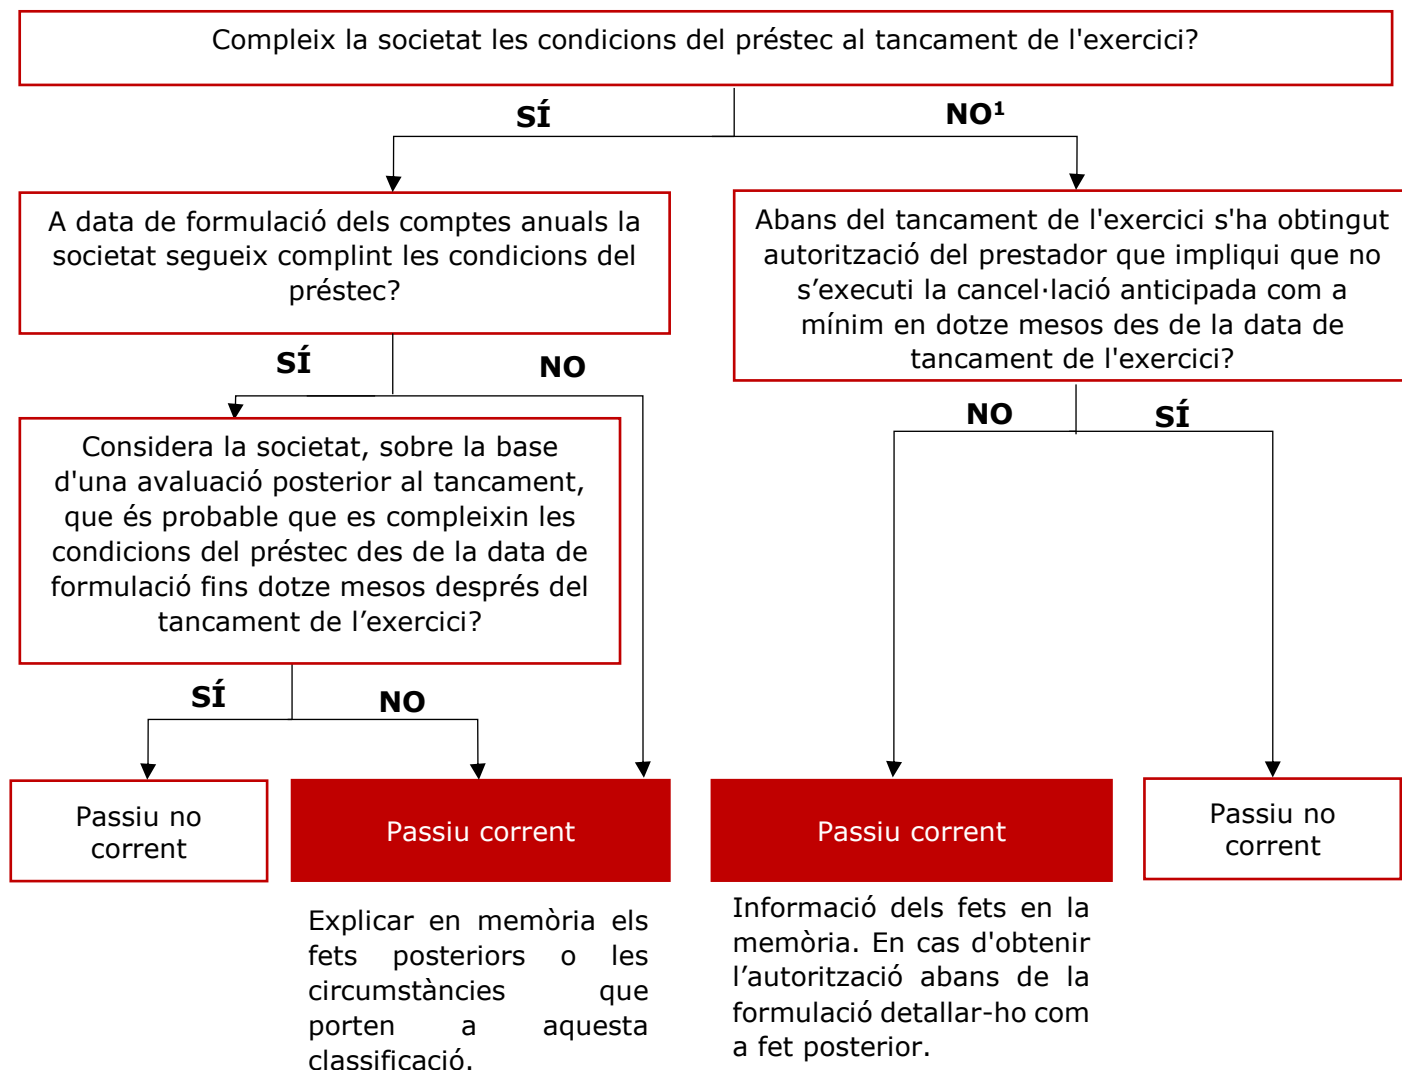 Compleix la societat les condicions del préstec al tancament de l'exercici?
SÍ
NO¹
A data de formulació dels comptes anuals la
societat segueix complint les condicions del
préstec?
Abans del tancament de l'exercici s'ha obtingut
autorització del prestador que impliqui que no
s’executi la cancel·lació anticipada com a
mínim en dotze mesos des de la data de
tancament de l'exercici?
SÍ
NO
NO
SÍ
Considera la societat, sobre la base
d'una avaluació posterior al tancament,
que és probable que es compleixin les
condicions del préstec des de la data de
formulació fins dotze mesos després del
tancament de l’exercici?
SÍ
NO
Passiu no
corrent
Passiu corrent
Passiu corrent
Passiu no
corrent
Explicar en memòria els
fets posteriors o les
circumstàncies que
porten a aquesta
classificació.
Informació dels fets en la
memòria. En cas d'obtenir
l’autorització abans de la
formulació detallar-ho com
a fet posterior.